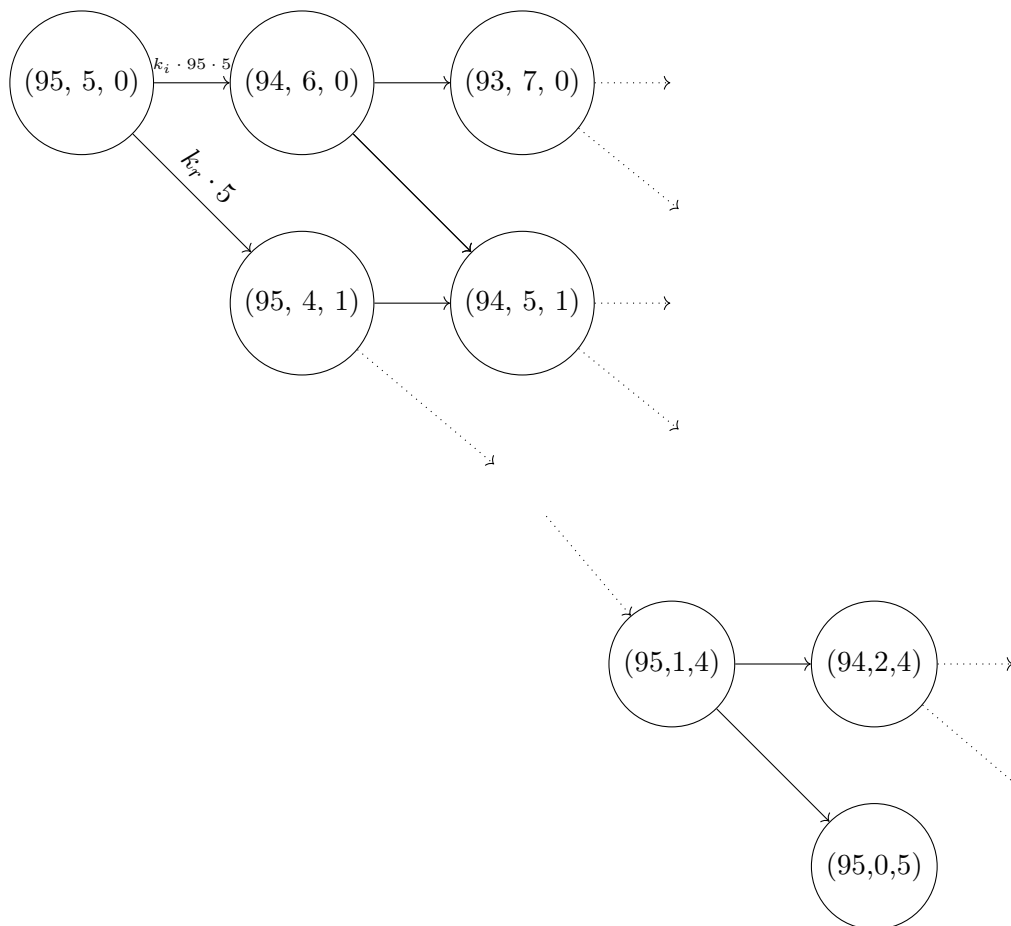 (95, 5, 0)
k_i · 95 · 5
(94, 6, 0)
(93, 7, 0)
k_r · 5
(95, 4, 1)
(94, 5, 1)
(95,1,4)
(94,2,4)
(95,0,5)